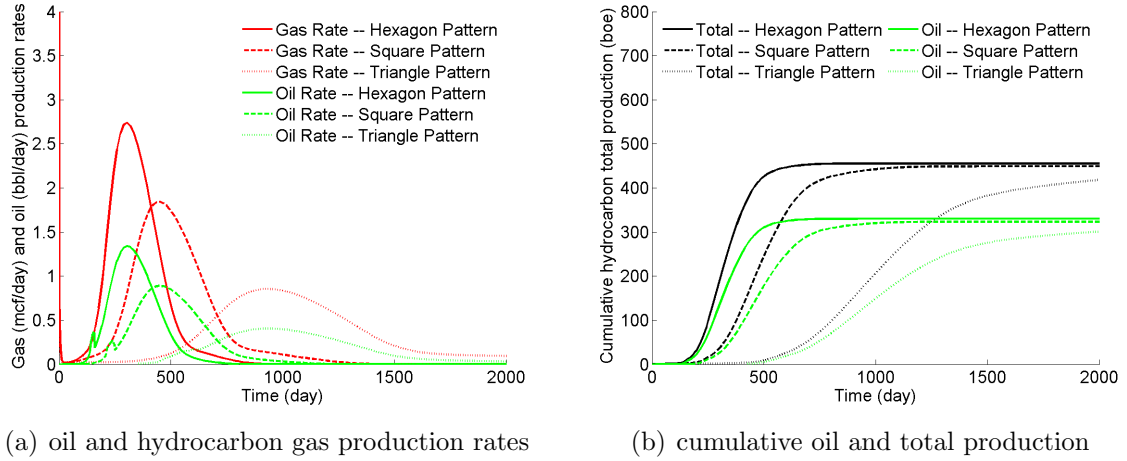 Gas (mcf/day) and oil (bbl/day) production rates
4
3.5
3
2.5
2
1.5
1
0.5
0
0
500
1000
1500
2000
Time (day)
Gas Rate -- Hexagon Pattern
Gas Rate -- Square Pattern
Gas Rate -- Triangle Pattern
Oil Rate -- Hexagon Pattern
Oil Rate -- Square Pattern
Oil Rate -- Triangle Pattern
(a) oil and hydrocarbon gas production rates
Cumulative hydrocarbon total production (boe)
800
700
600
500
400
300
200
100
0
0
500
1000
1500
2000
Time (day)
Total -- Hexagon Pattern
Total -- Square Pattern
Total -- Triangle Pattern
Oil -- Hexagon Pattern
Oil -- Square Pattern
Oil -- Triangle Pattern
(b) cumulative oil and total production